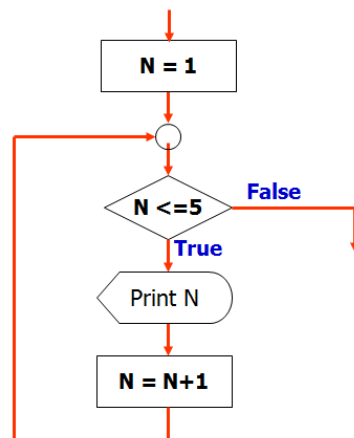 N = 1
N <=5
False
True
Print N
N = N+1